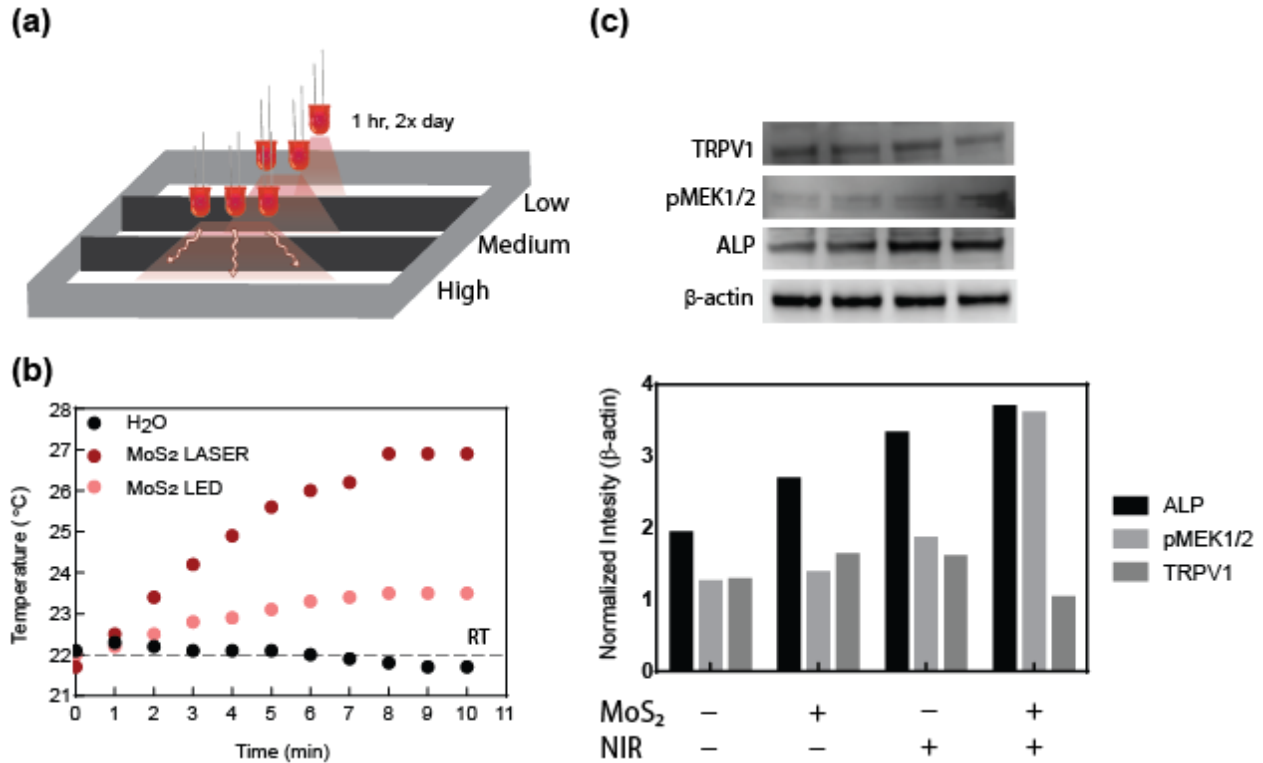 (a)
1 hr, 2x day
Low
Medium
High
(b)
28
27
26
25
24
23
22
21
Temperature (°C)
H₂O
MoS₂ LASER
MoS₂ LED
RT
0 1 2 3 4 5 6 7 8 9 10 11
Time (min)
(c)
TRPV1
pMEK1/2
ALP
β-actin
4
3
2
1
0
Normalized Intesity (β-actin)
ALP
pMEK1/2
TRPV1
MoS₂ − + − +
NIR − − + +